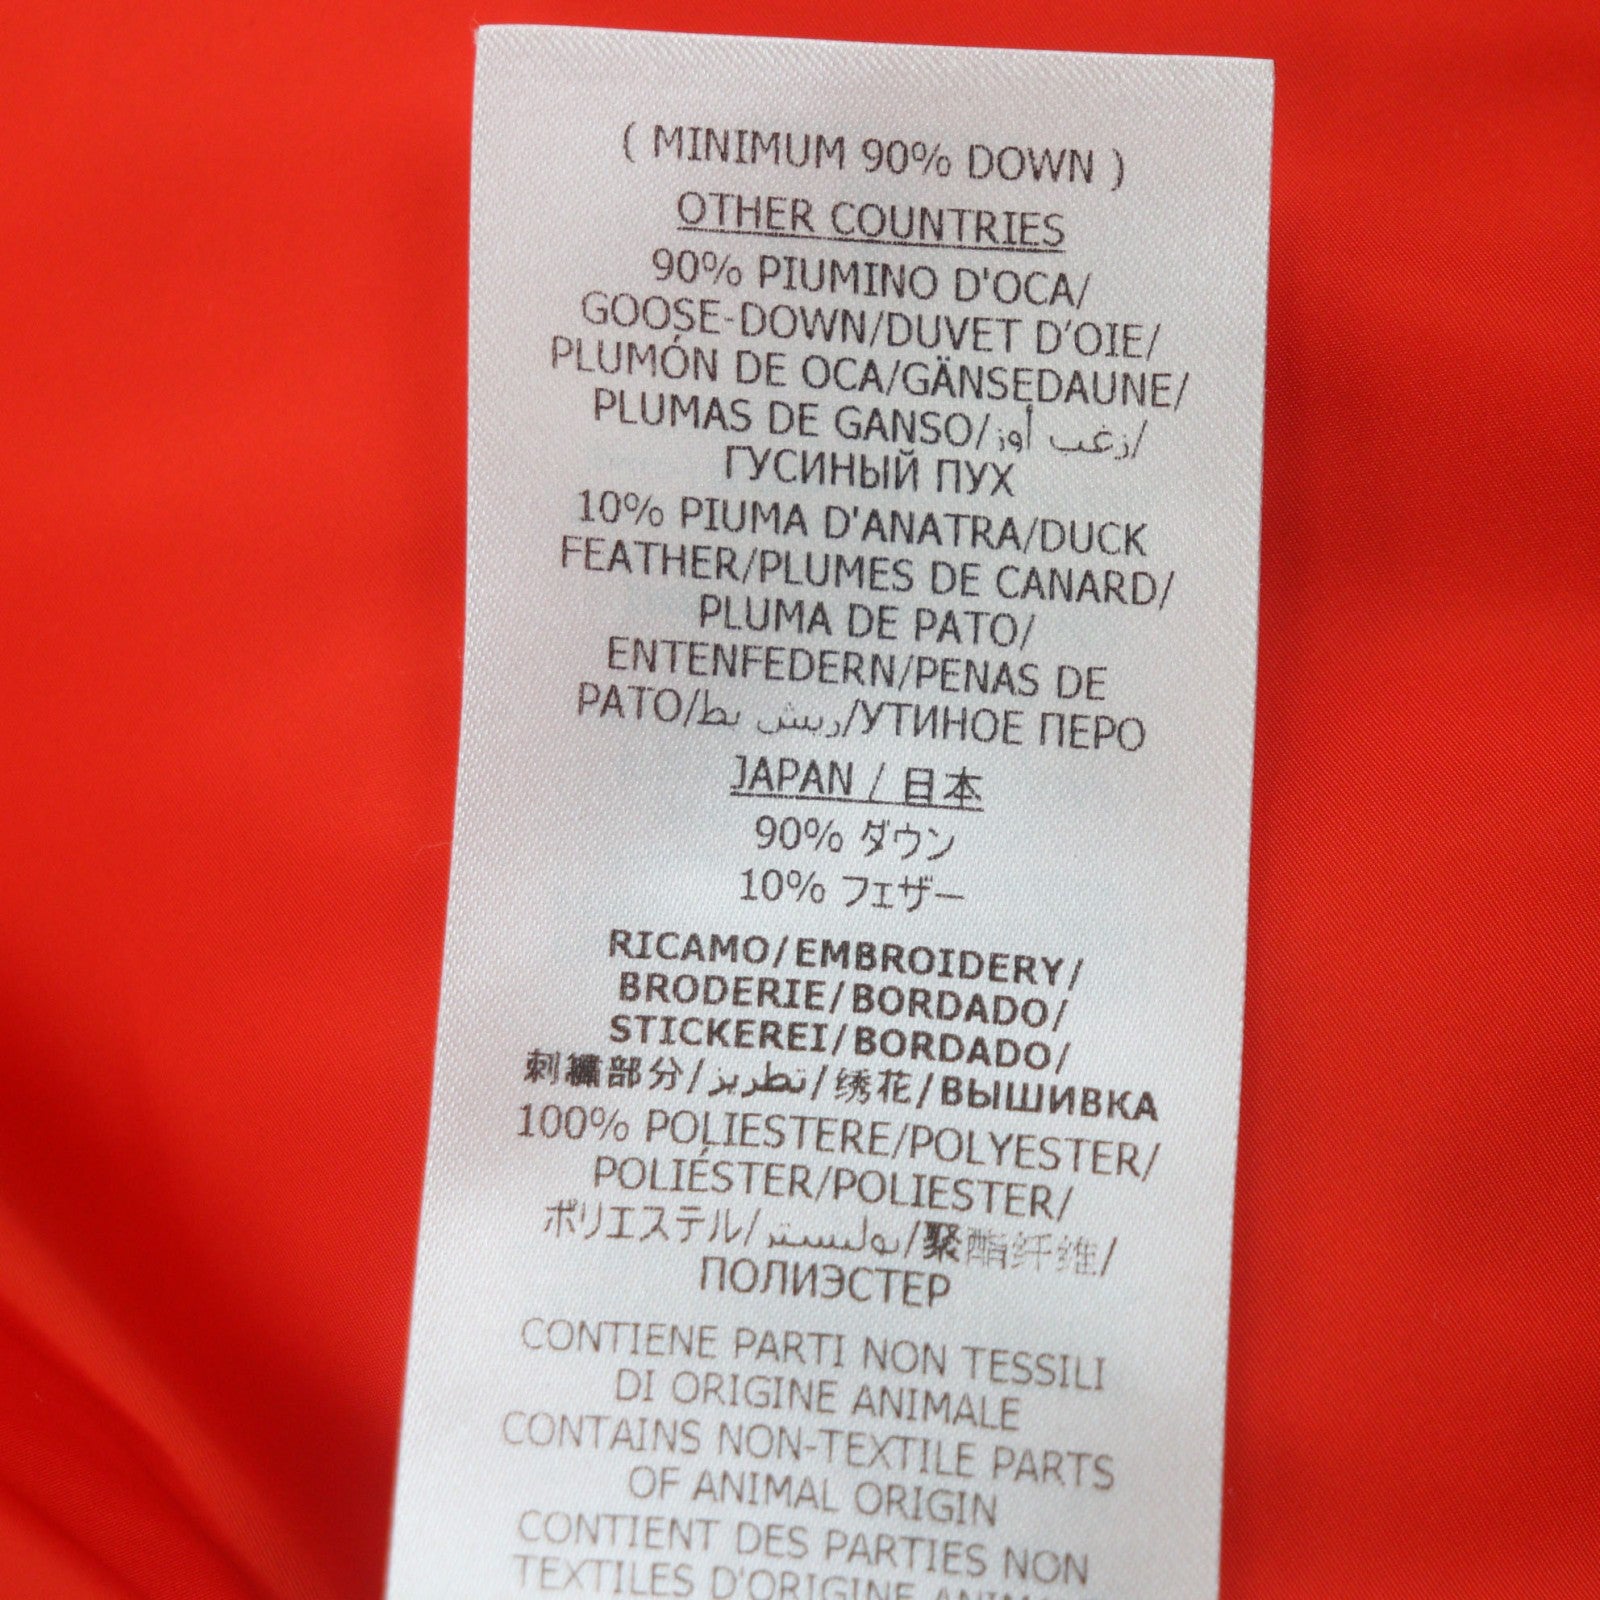 ( MINIMUM 90% DOWN )
OTHER COUNTRIES
90% PIUMINO D'OCA/
GOOSE-DOWN/DUVET D’OIE/
PLUMÓN DE OCA/GÄNSEDAUNE/
PLUMAS DE GANSO/زغب أوز/
ГУСИНЫЙ ПУХ
10% PIUMA D'ANATRA/DUCK
FEATHER/PLUMES DE CANARD/
PLUMA DE PATO/
ENTENFEDERN/PENAS DE
PATO/ريش بط/УТИНОЕ ПЕРО
JAPAN / 日本
90% ダウン
10% フェザー
RICAMO/EMBROIDERY/
BRODERIE/BORDADO/
STICKEREI/BORDADO/
刺繍部分/تطريز/绣花/ВЫШИВКА
100% POLIESTERE/POLYESTER/
POLIÉSTER/POLIESTER/
ポリエステル/بوليستر/聚酯纤维/
ПОЛИЭСТЕР
CONTIENE PARTI NON TESSILI
DI ORIGINE ANIMALE
CONTAINS NON-TEXTILE PARTS
OF ANIMAL ORIGIN
CONTIENT DES PARTIES NON
TEXTILES D'ORIGINE